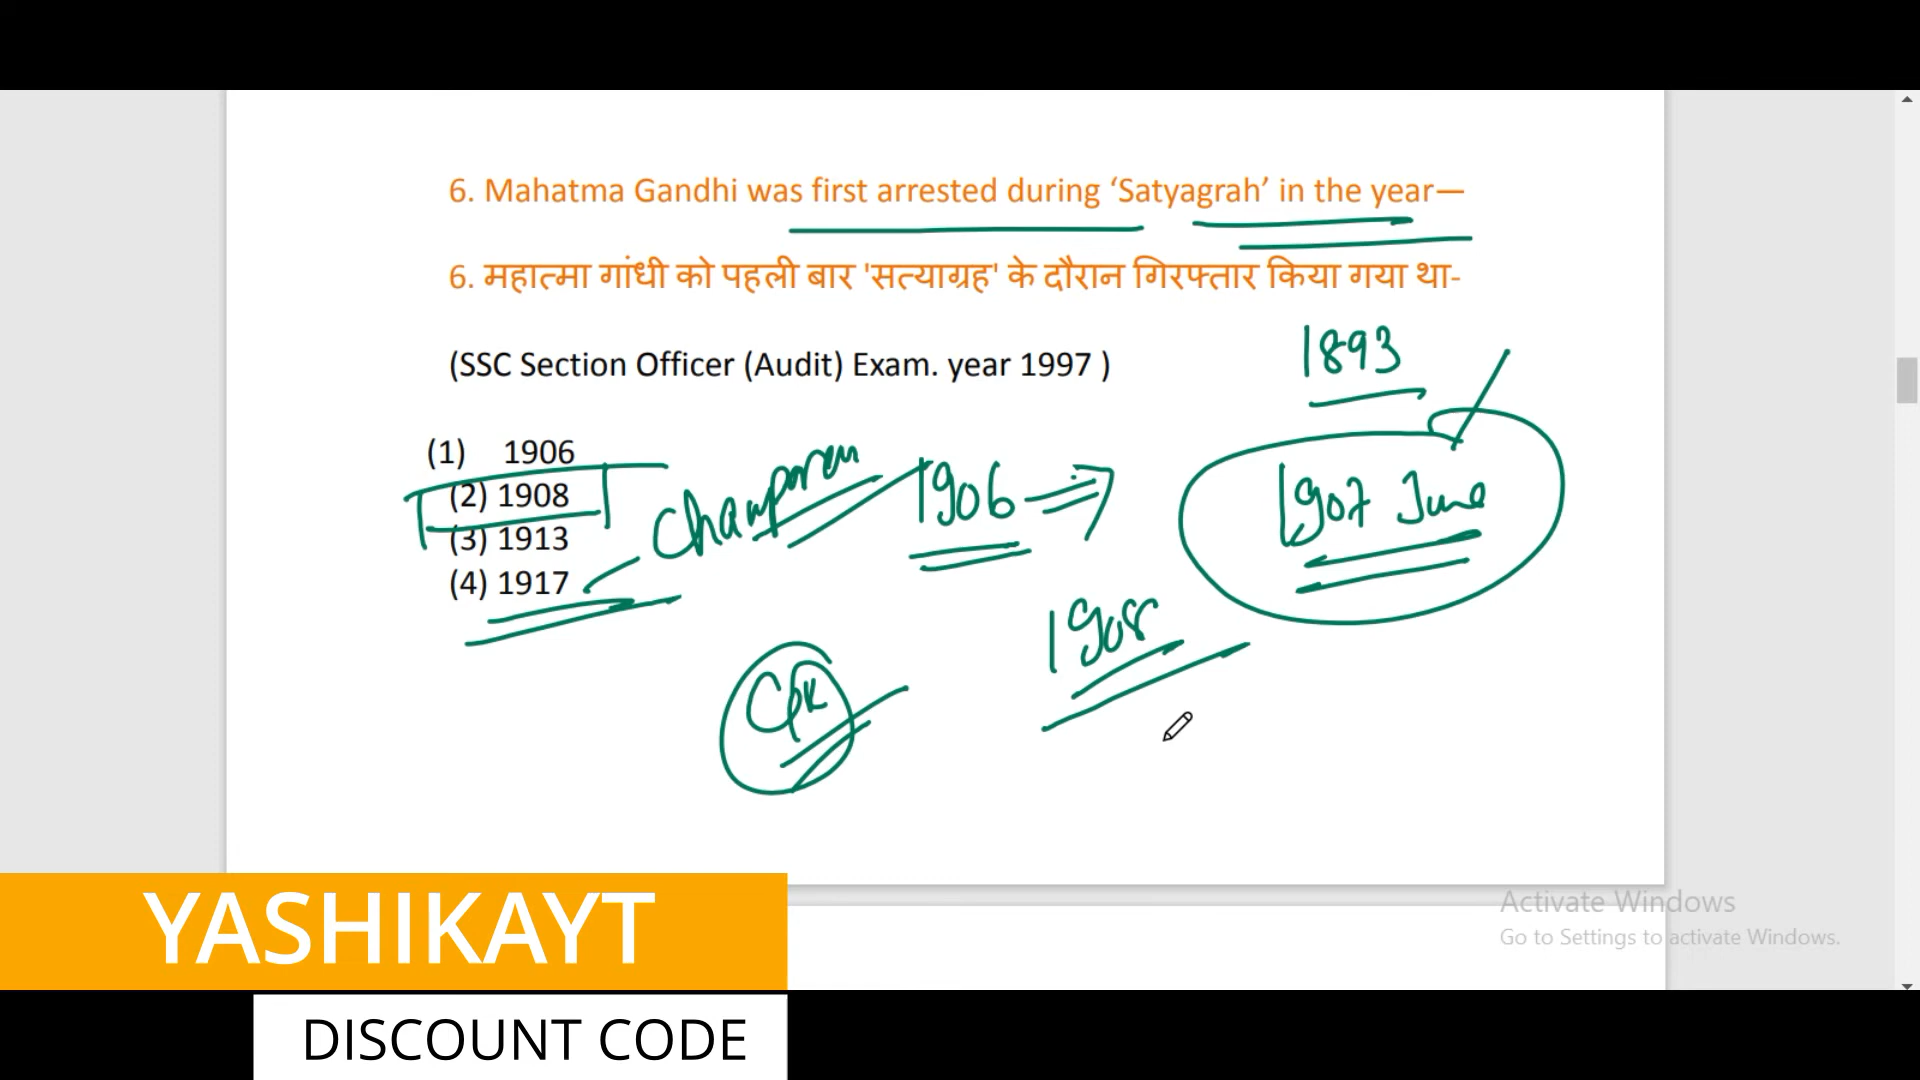 6. Mahatma Gandhi was first arrested during ‘Satyagrah’ in the year—
6. महात्मा गांधी को पहली बार 'सत्याग्रह' के दौरान गिरफ्तार किया गया था-
(SSC Section Officer (Audit) Exam. year 1997 )
1893
(1) 1906
(2) 1908
(3) 1913
(4) 1917
Champaran
1906
1907 June
1908
YASHIKAYT
DISCOUNT CODE
Activate Windows
Go to Settings to activate Windows.